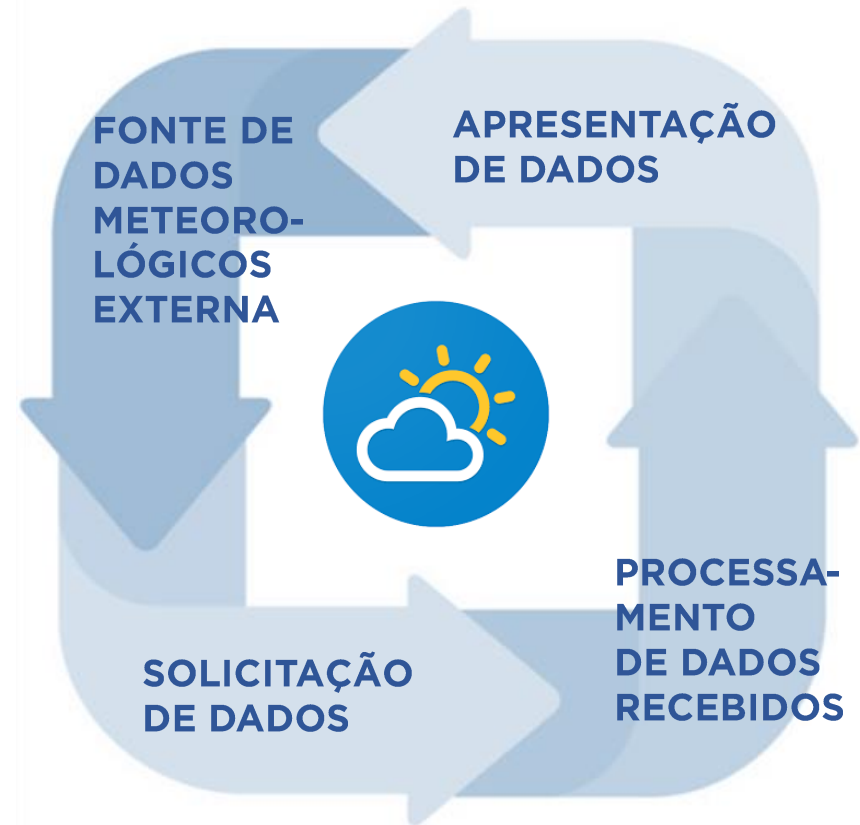 FONTE DE
DADOS
METEORO-
LÓGICOS
EXTERNA
APRESENTAÇÃO
DE DADOS
SOLICITAÇÃO
DE DADOS
PROCESSA-
MENTO
DE DADOS
RECEBIDOS